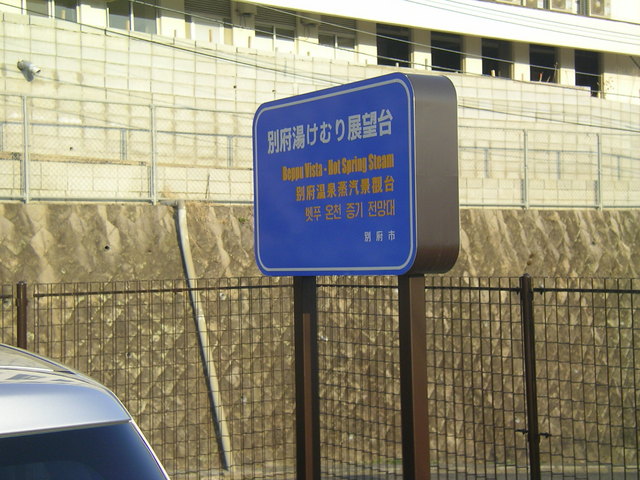 別府湯けむり展望台
Beppu Vista - Hot Spring Steam
別府温泉蒸汽景観台
벳푸 온천 증기 전망대
別府市